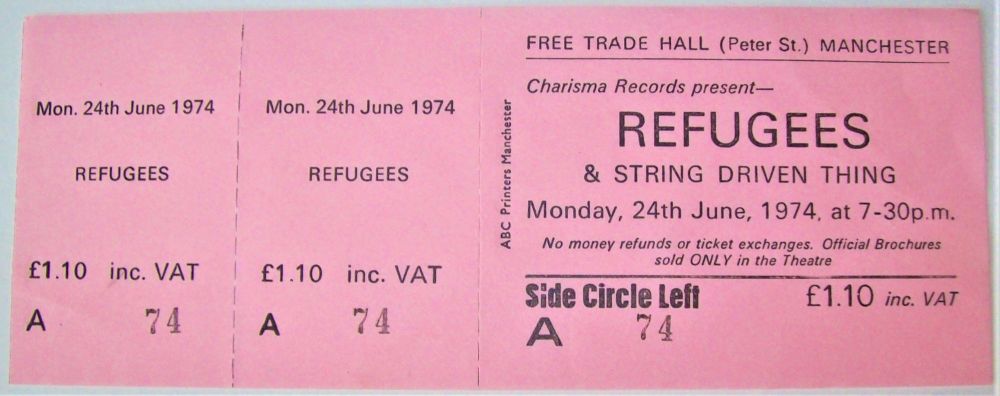 Mon. 24th June 1974
REFUGEES
£1.10 inc. VAT
A 74
Mon. 24th June 1974
REFUGEES
£1.10 inc. VAT
A 74
ABC Printers Manchester
FREE TRADE HALL (Peter St.) MANCHESTER
Charisma Records present—
REFUGEES
& STRING DRIVEN THING
Monday, 24th June, 1974, at 7-30p.m.
No money refunds or ticket exchanges. Official Brochures
sold ONLY in the Theatre
Side Circle Left £1.10 inc. VAT
A 74